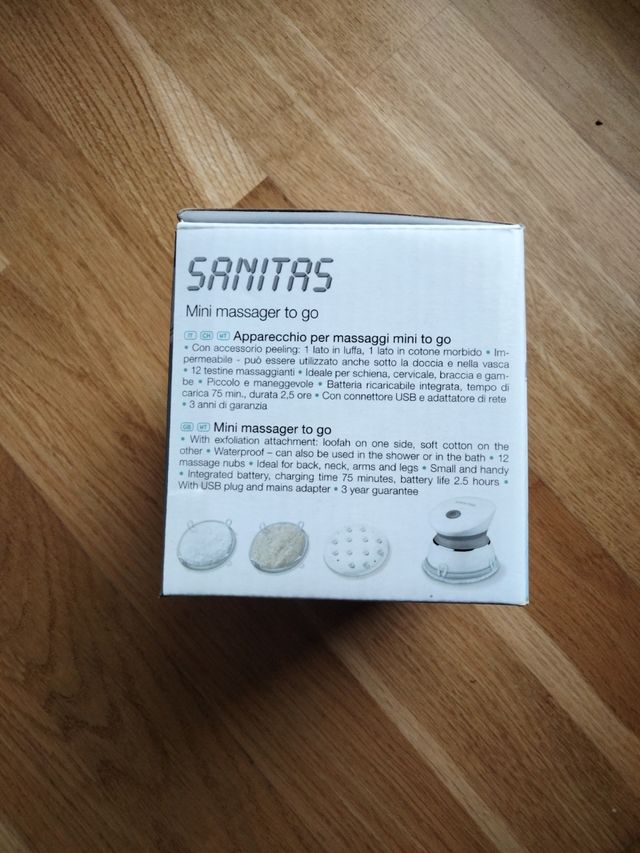 SANITAS
Mini massager to go
IT CH MT Apparecchio per massaggi mini to go
• Con accessorio peeling: 1 lato in luffa, 1 lato in cotone morbido • Im-
permeabile - può essere utilizzato anche sotto la doccia e nella vasca
• 12 testine massaggianti • Ideale per schiena, cervicale, braccia e gam-
be • Piccolo e maneggevole • Batteria ricaricabile integrata, tempo di
carica 75 min., durata 2,5 ore • Con connettore USB e adattatore di rete
• 3 anni di garanzia
GB MT Mini massager to go
• With exfoliation attachment: loofah on one side, soft cotton on the
other • Waterproof – can also be used in the shower or in the bath • 12
massage nubs • Ideal for back, neck, arms and legs • Small and handy
• Integrated battery, charging time 75 minutes, battery life 2.5 hours •
With USB plug and mains adapter • 3 year guarantee